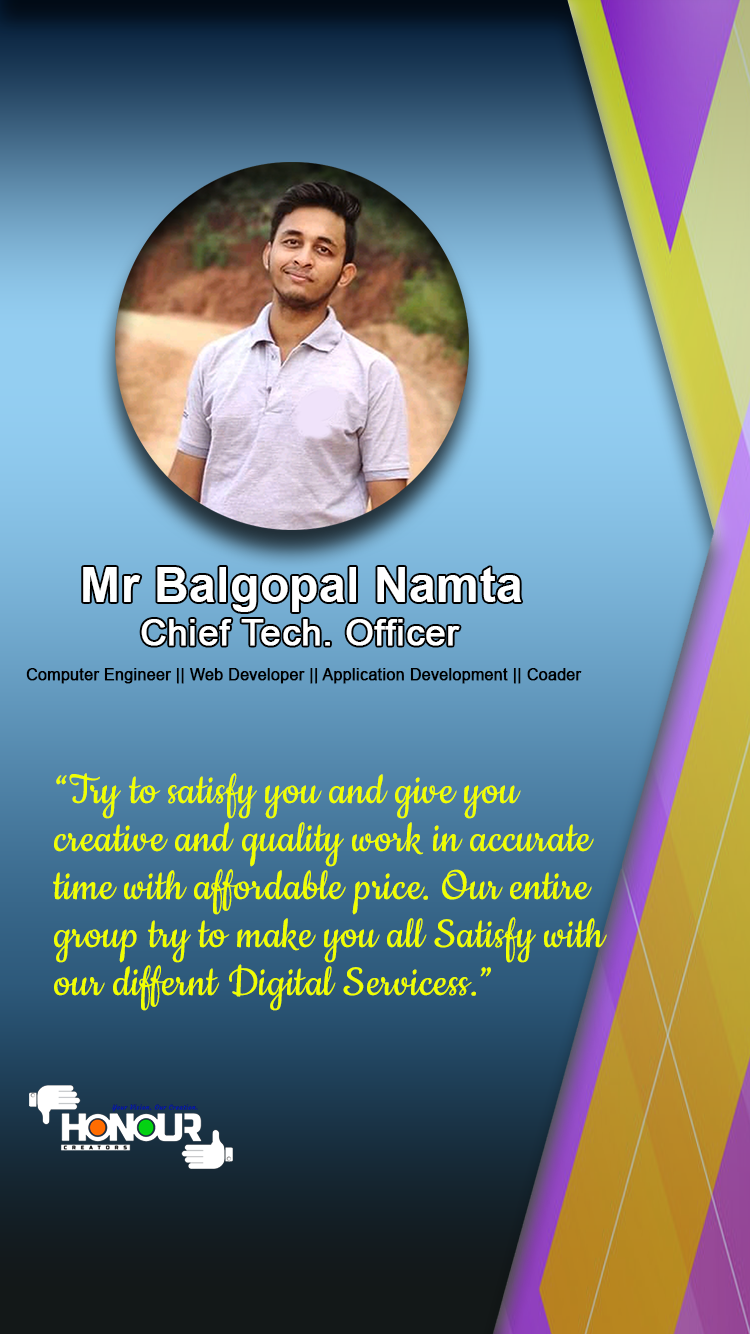 Mr Balgopal Namta
Chief Tech. Officer
Computer Engineer || Web Developer || Application Development || Coader
“Try to satisfy you and give you
creative and quality work in accurate
time with affordable price. Our entire
group try to make you all Satisfy with
our differnt Digital Servicess.”
HONOUR
CREATORS